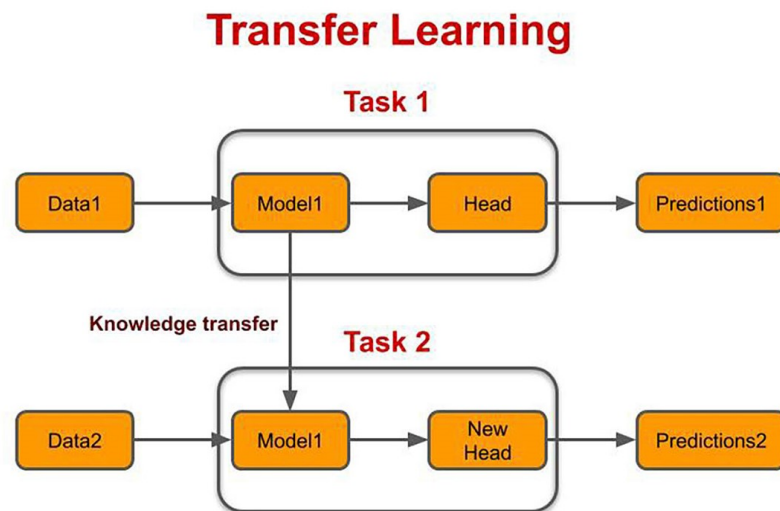 Transfer Learning
Task 1
Data1
Model1
Head
Predictions1
Knowledge transfer
Task 2
Data2
Model1
New
Head
Predictions2